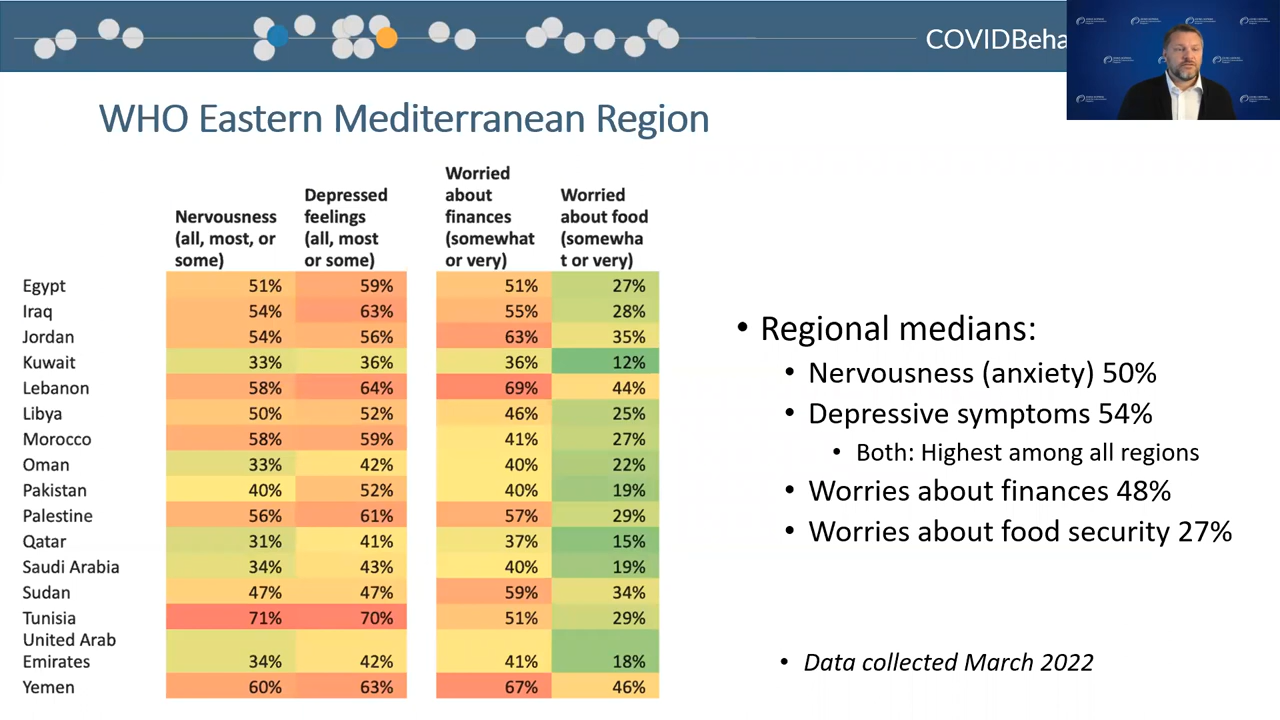 COVIDBeha
WHO Eastern Mediterranean Region
Nervousness
(all, most, or
some)
Depressed
feelings
(all, most
or some)
Worried
about
finances
(somewhat
or very)
Worried
about food
(somewha
t or very)
Egypt 51% 59% 51% 27%
Iraq 54% 63% 55% 28%
Jordan 54% 56% 63% 35%
Kuwait 33% 36% 36% 12%
Lebanon 58% 64% 69% 44%
Libya 50% 52% 46% 25%
Morocco 58% 59% 41% 27%
Oman 33% 42% 40% 22%
Pakistan 40% 52% 40% 19%
Palestine 56% 61% 57% 29%
Qatar 31% 41% 37% 15%
Saudi Arabia 34% 43% 40% 19%
Sudan 47% 47% 59% 34%
Tunisia 71% 70% 51% 29%
United Arab
Emirates 34% 42% 41% 18%
Yemen 60% 63% 67% 46%
• Regional medians:
• Nervousness (anxiety) 50%
• Depressive symptoms 54%
• Both: Highest among all regions
• Worries about finances 48%
• Worries about food security 27%
• Data collected March 2022